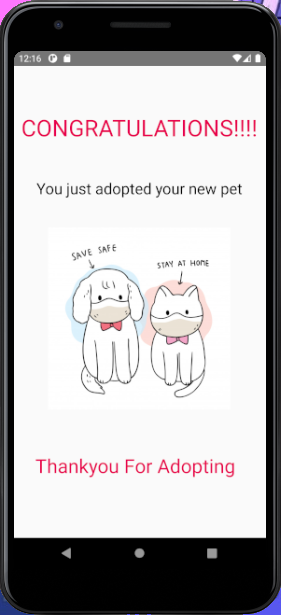 12:16
CONGRATULATIONS!!!!
You just adopted your new pet
SAVE SAFE
STAY AT HOME
Thankyou For Adopting